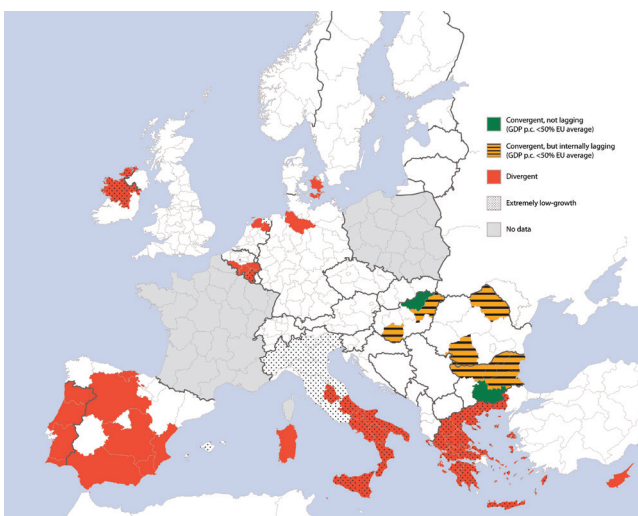 Convergent, not lagging
(GDP p.c. <50% EU average)
Convergent, but internally lagging
(GDP p.c. <50% EU average)
Divergent
Extremely low-growth
No data